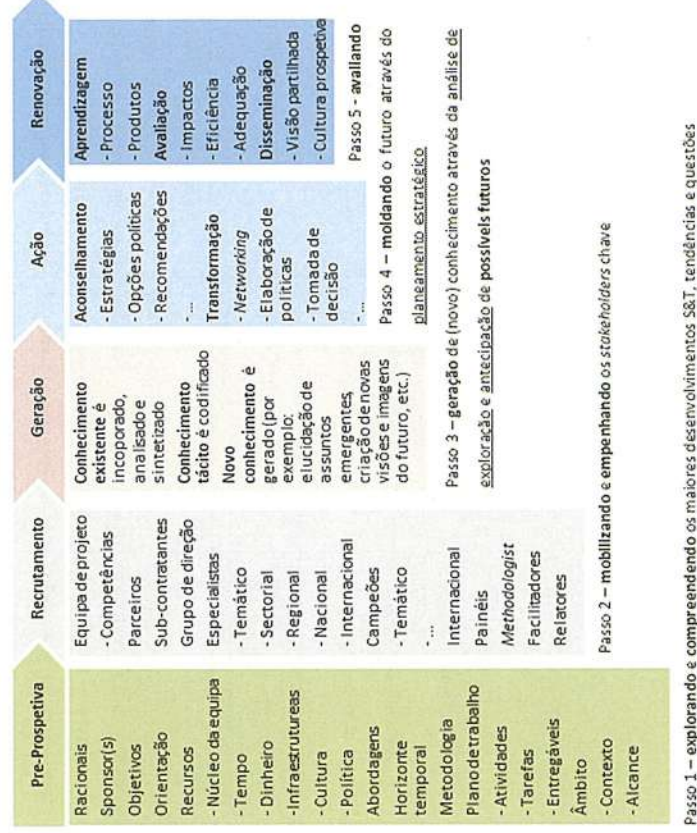 Pre-Prospetiva
Racionais
Sponsor(s)
Objetivos
Orientação
Recursos
- Núcleo da equipa
- Tempo
- Dinheiro
-Infraestrutureas
- Cultura
- Política
Abordagens
Horizonte
temporal
Metodologia
Plano de trabalho
- Atividades
- Tarefas
- Entregáveis
Âmbito
- Contexto
- Alcance
Passo 1 – explorando e compreendendo os maiores desenvolvimentos S&T, tendências e questões
Recrutamento
Equipa de projeto
- Competências
Parceiros
Sub-contratantes
Grupo de direção
Especialistas
- Temático
- Sectorial
- Regional
- Nacional
- Internacional
Campeões
- Temático
- ...
Internacional
Painéis
Methodologist
Facilitadores
Relatores
Passo 2 – mobilizando e empenhando os stakeholders chave
Geração
Conhecimento
existente é
incoporado,
analisado e
sintetizado
Conhecimento
tácito é codificado
Novo
conhecimento é
gerado (por
exemplo:
elucidação de
assuntos
emergentes,
criação de novas
visões e imagens
do futuro, etc.)
Passo 3 – geração de (novo) conhecimento através da análise de
exploração e antecipação de possíveis futuros
Ação
Aconselhamento
- Estratégias
- Opções políticas
- Recomendações
- ...
Transformação
- Networking
- Elaboração de
políticas
- Tomada de
decisão
- ...
Passo 4 – moldando o futuro através do
planeamento estratégico
Renovação
Aprendizagem
- Processo
- Produtos
Avaliação
- Impactos
- Eficiência
- Adequação
Disseminação
- Visão partilhada
- Cultura prospetiva
Passo 5 - avaliando